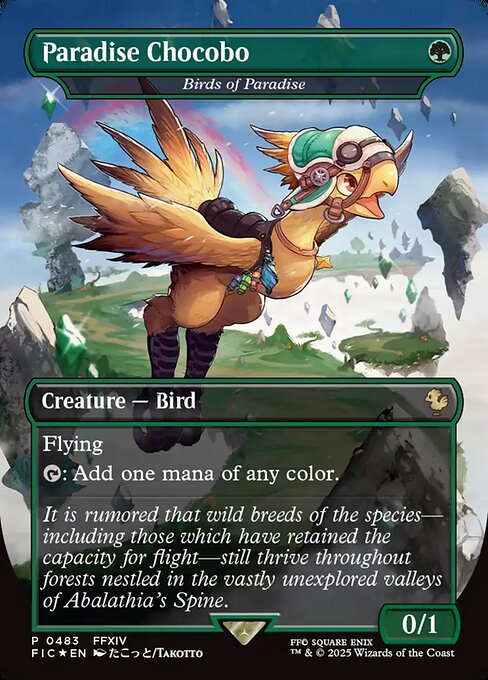 Paradise Chocobo
Birds of Paradise
Creature — Bird
Flying
: Add one mana of any color.
It is rumored that wild breeds of the species—
including those which have retained the
capacity for flight—still thrive throughout
forests nestled in the vastly unexplored valleys
of Abalathia's Spine.
0/1
P 0483 FFXIV
FIC★EN たこっと/TAKOTTO
FF© SQUARE ENIX
™ & © 2025 Wizards of the Coast